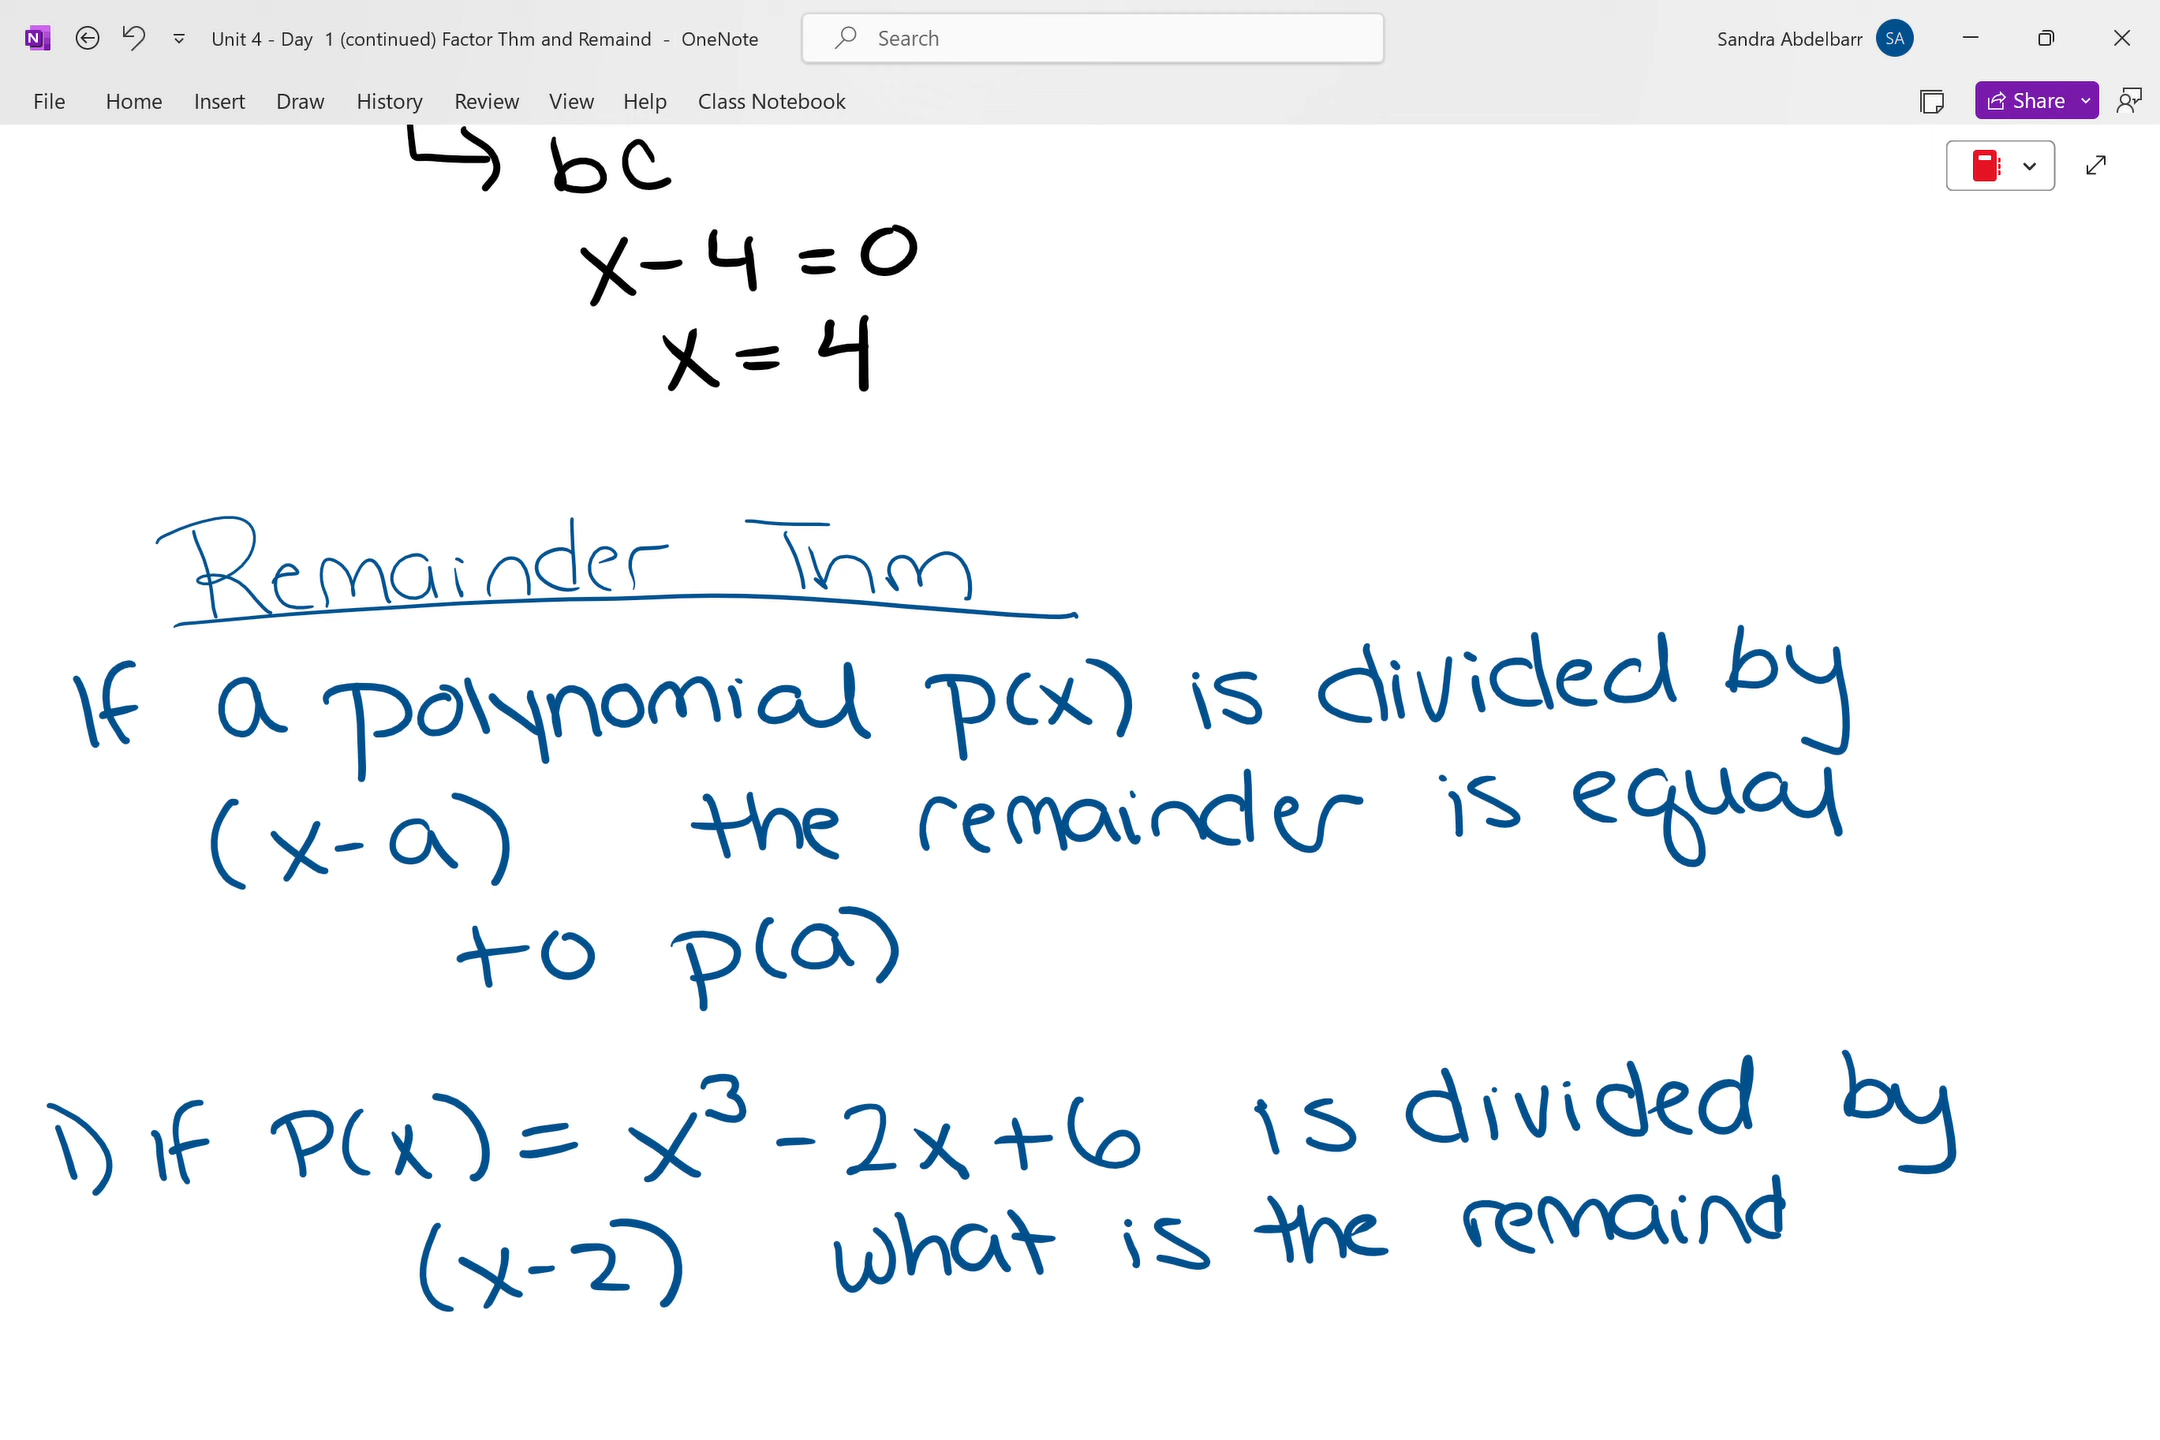 Unit 4 - Day 1 (continued) Factor Thm and Remaind - OneNote
Search
Sandra Abdelbarr SA
File Home Insert Draw History Review View Help Class Notebook
Share
bc
x - 4 = 0
x = 4
Remainder Thm
If a polynomial p(x) is divided by
(x-a) the remainder is equal
to p(a)
1) if P(x) = x³ - 2x + 6 is divided by
(x-2) what is the remaind